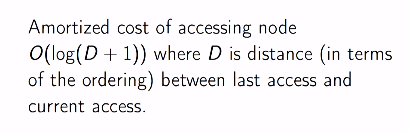 Amortized cost of accessing node
O(log(D + 1)) where D is distance (in terms
of the ordering) between last access and
current access.